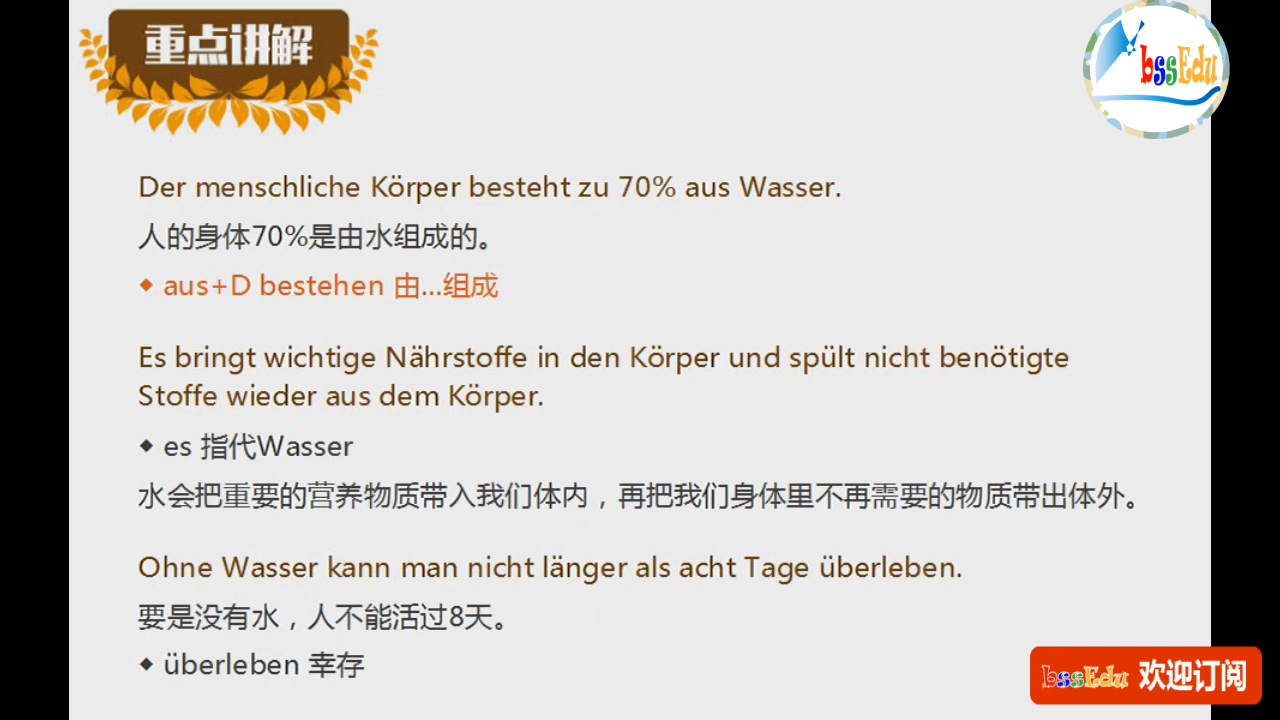 重点讲解
bssEdu
Der menschliche Körper besteht zu 70% aus Wasser.
人的身体70%是由水组成的。
◆ aus+D bestehen 由...组成
Es bringt wichtige Nährstoffe in den Körper und spült nicht benötigte
Stoffe wieder aus dem Körper.
◆ es 指代Wasser
水会把重要的营养物质带入我们体内，再把我们身体里不再需要的物质带出体外。
Ohne Wasser kann man nicht länger als acht Tage überleben.
要是没有水，人不能活过8天。
◆ überleben 幸存
bssEdu 欢迎订阅